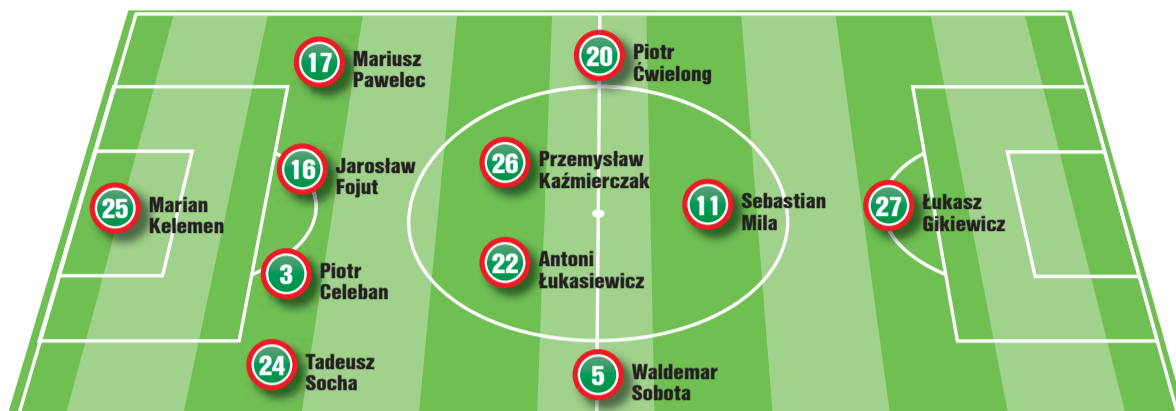 17 Mariusz
Pawelec
20 Piotr
Ćwielong
16 Jarosław
Fojut
26 Przemysław
Kaźmierczak
25 Marian
Kelemen
11 Sebastian
Mila
27 Łukasz
Gikiewicz
3 Piotr
Celeban
22 Antoni
Łukasiewicz
24 Tadeusz
Socha
5 Waldemar
Sobota